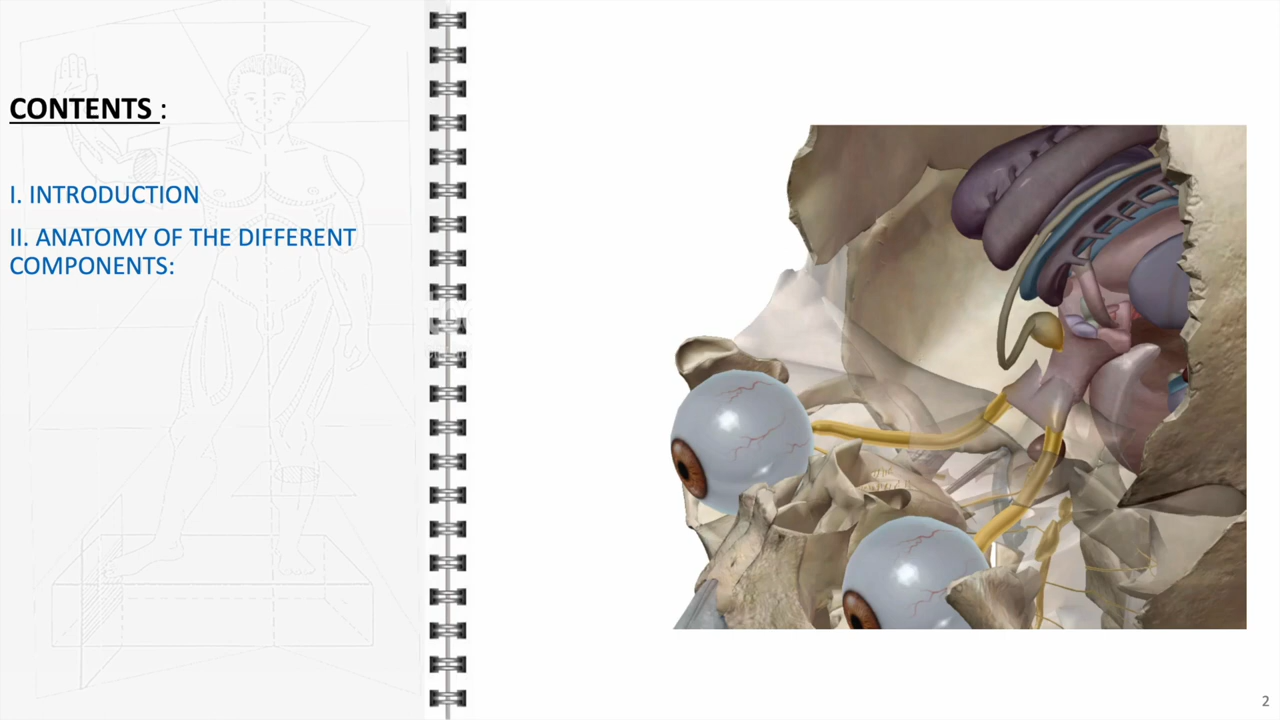 CONTENTS :
I. INTRODUCTION
II. ANATOMY OF THE DIFFERENT
COMPONENTS:
2